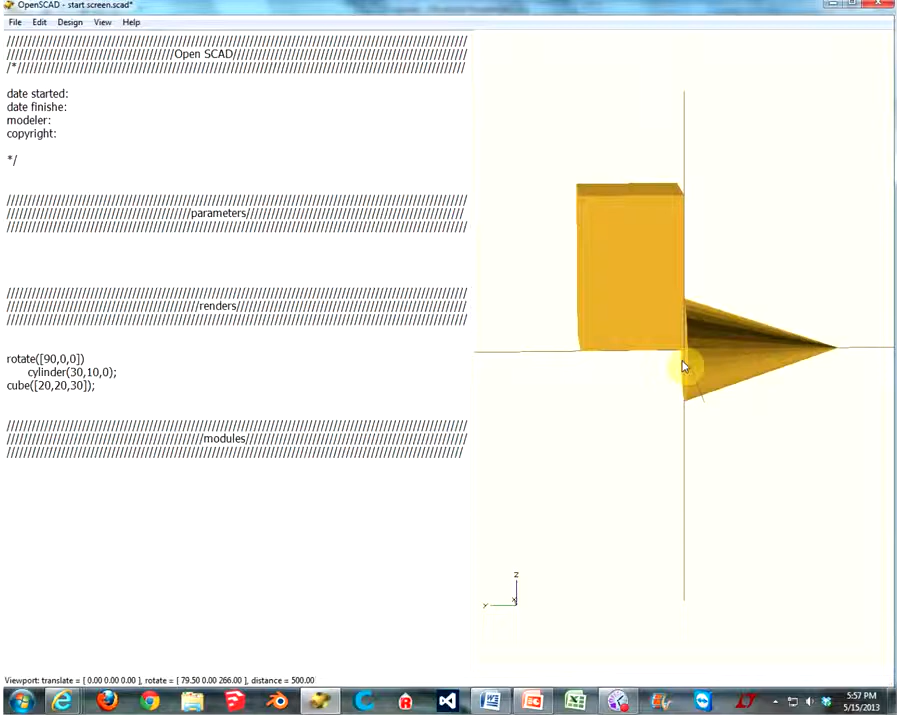 OpenSCAD - start screen.scad*
File Edit Design View Help
////////////////////////////////////////////////////////////////////////////////////////////////////////////////
////////////////////////////////////////Open SCAD////////////////////////////////////////////////////////
/*//////////////////////////////////////////////////////////////////////////////////////////////////////////////
date started:
date finishe:
modeler:
copyright:
*/
////////////////////////////////////////////////////////////////////////////////////////////////////////////////
////////////////////////////////////////////parameters////////////////////////////////////////////////////
////////////////////////////////////////////////////////////////////////////////////////////////////////////////
////////////////////////////////////////////////////////////////////////////////////////////////////////////////
//////////////////////////////////////////////renders///////////////////////////////////////////////////////
////////////////////////////////////////////////////////////////////////////////////////////////////////////////
rotate([90,0,0])
cylinder(30,10,0);
cube([20,20,30]);
////////////////////////////////////////////////////////////////////////////////////////////////////////////////
///////////////////////////////////////////////modules/////////////////////////////////////////////////////
///////////////////////////////////////////////////////////////////////////////////////////////////////////////
z
y x
Viewport: translate = [ 0.00 0.00 0.00 ], rotate = [ 79.50 0.00 266.00 ], distance = 500.00
5:57 PM
5/15/2013